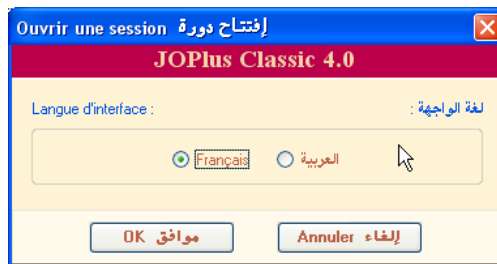 Ouvrir une session إفتتاح دورة
JOPlus Classic 4.0
Langue d'interface : لغة الواجهة :
Français العربية
موافق OK إلغاء Annuler